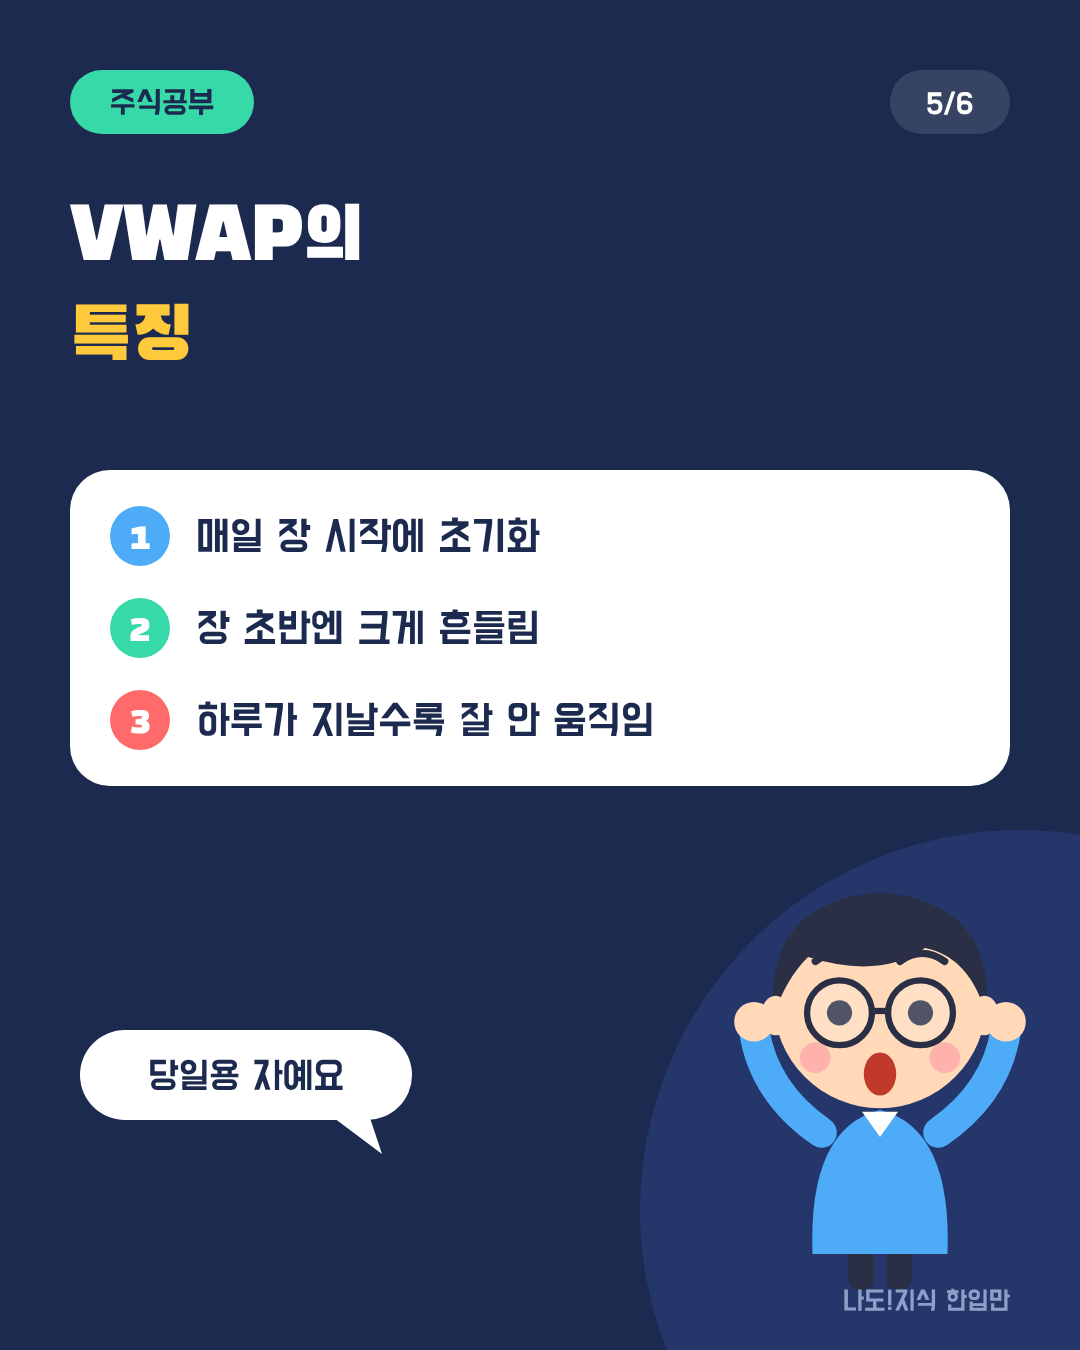 주식공부
5/6
VWAP의
특징
1 매일 장 시작에 초기화
2 장 초반엔 크게 흔들림
3 하루가 지날수록 잘 안 움직임
당일용 자예요
나도!지식 한입만